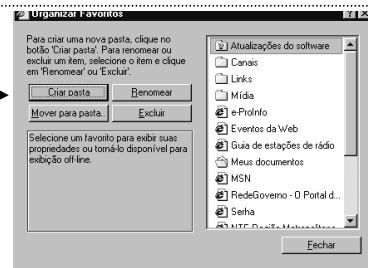 Organizar Favoritos
Para criar uma nova pasta, clique no
botão 'Criar pasta'. Para renomear ou
excluir um item, selecione o item e clique
em 'Renomear' ou 'Excluir'.
Criar pasta
Renomear
Mover para pasta..
Excluir
Selecione um favorito para exibir suas
propriedades ou torná-lo disponível para
exibição off-line.
Atualizações do software
Canais
Links
Mídia
e-ProInfo
Eventos da Web
Guia de estações de rádio
Meus documentos
MSN
RedeGoverno - O Portal d...
Serha
NTE Região Metropolitana
Fechar